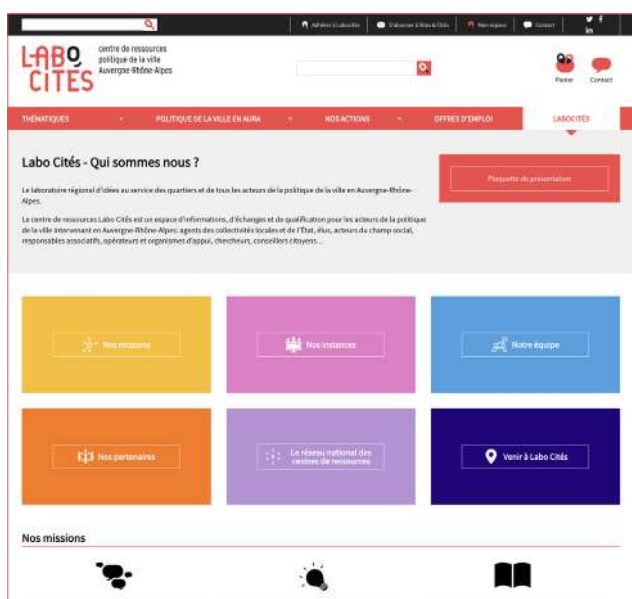 Adhérer à Labo Cités
S'abonner à Sites & Cités
Mon espace
Contact
LABO
CITÉS
centre de ressources
politique de la ville
Auvergne-Rhône-Alpes
Panier
Contact
THÉMATIQUES
POLITIQUE DE LA VILLE EN AURA
NOS ACTIONS
OFFRES D'EMPLOI
LABOCITÉS
Labo Cités - Qui sommes nous ?
Plaquette de présentation
Le laboratoire régional d'idées au service des quartiers et de tous les acteurs de la politique de la ville en Auvergne-Rhône-
Alpes.
Le centre de ressources Labo Cités est un espace d'informations, d'échanges et de qualification pour les acteurs de la politique
de la ville intervenant en Auvergne-Rhône-Alpes: agents des collectivités locales et de l'État, élus, acteurs du champ social,
responsables associatifs, opérateurs et organismes d'appui, chercheurs, conseillers citoyens…
Nos missions
Nos instances
Notre équipe
Nos partenaires
Le réseau national des
centres de ressources
Venir à Labo Cités
Nos missions